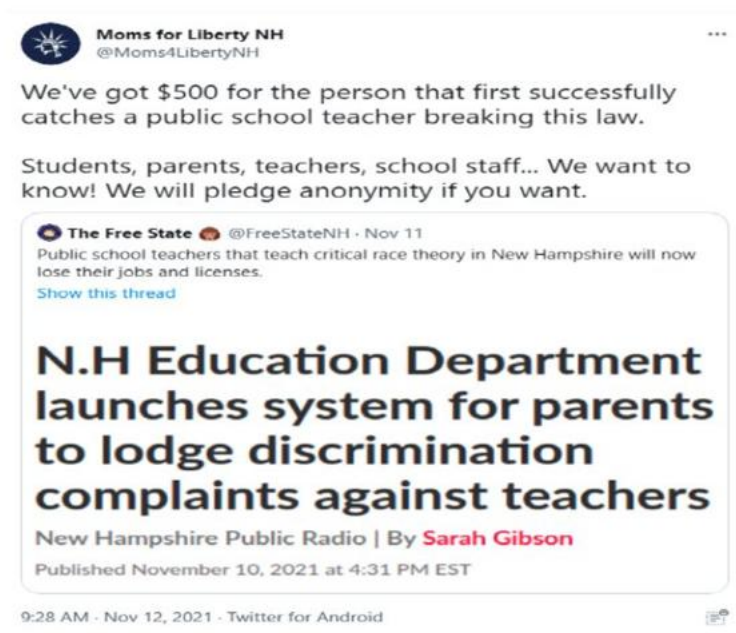 Moms for Liberty NH
@Moms4LibertyNH
We've got $500 for the person that first successfully
catches a public school teacher breaking this law.
Students, parents, teachers, school staff... We want to
know! We will pledge anonymity if you want.
The Free State @FreeStateNH · Nov 11
Public school teachers that teach critical race theory in New Hampshire will now
lose their jobs and licenses.
Show this thread
N.H Education Department
launches system for parents
to lodge discrimination
complaints against teachers
New Hampshire Public Radio | By Sarah Gibson
Published November 10, 2021 at 4:31 PM EST
9:28 AM · Nov 12, 2021 · Twitter for Android